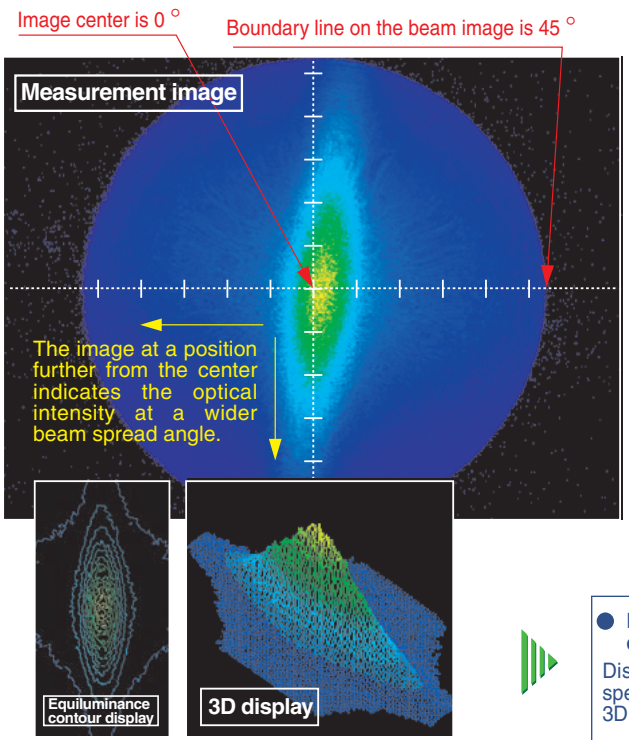 Image center is 0 °
Boundary line on the beam image is 45 °
Measurement image
The image at a position
further from the center
indicates the optical
intensity at a wider
beam spread angle.
Equiluminance
contour display
3D display
●
Dis
spe
3D